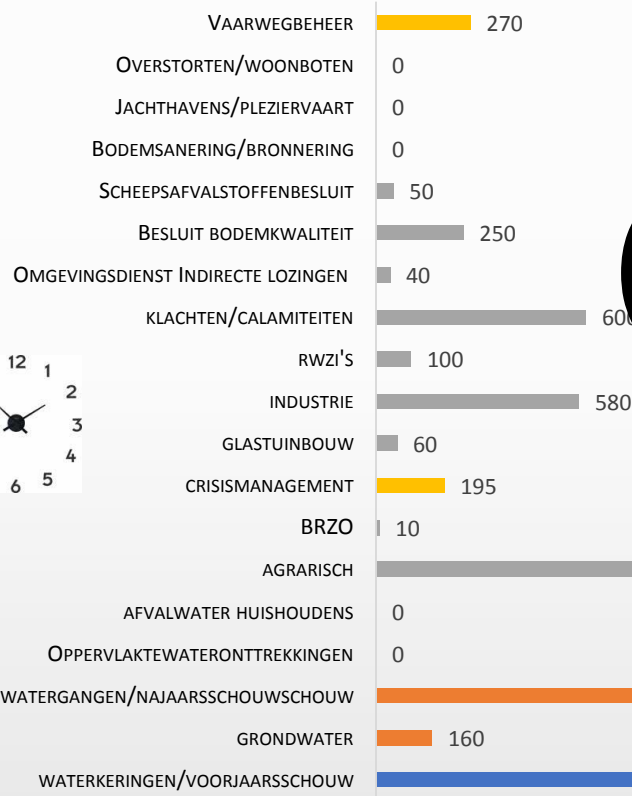 VAARWEGBEHEER 270
OVERSTORTEN/WOONBOTEN 0
JACHTHAVENS/PLEZIERVAART 0
BODEMSANERING/BRONNERING 0
SCHEEPSAFVALSTOFFENBESLUIT 50
BESLUIT BODEMKWALITEIT 250
OMGEVINGSDIENST INDIRECTE LOZINGEN 40
KLACHTEN/CALAMITEITEN 600
RWZI'S 100
INDUSTRIE 580
GLASTUINBOUW 60
CRISISMANAGEMENT 195
BRZO 10
AGRARISCH
AFVALWATER HUISHOUDENS 0
OPPERVLAKTEWATERONTTREKKINGEN 0
WATERGANGEN/NAJAARSSCHOUWSCHOUW
GRONDWATER 160
WATERKERINGEN/VOORJAARSSCHOUW
12
1
2
3
4
5
6